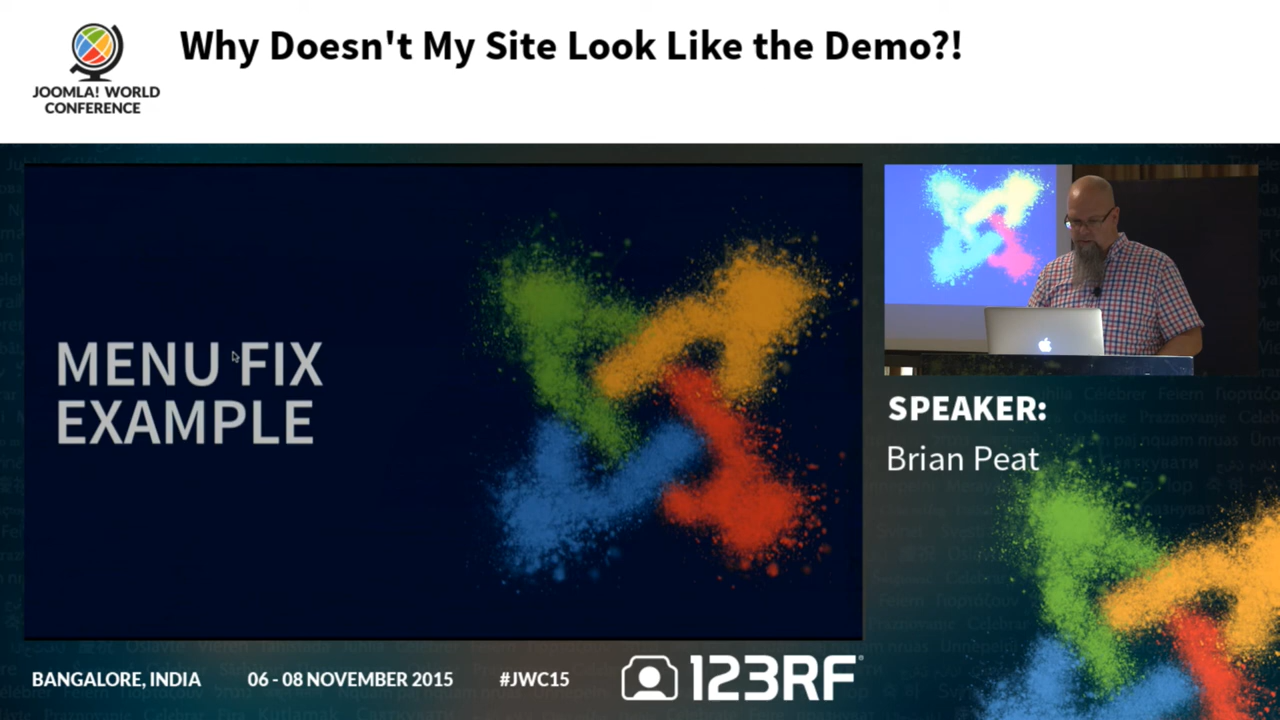 Why Doesn't My Site Look Like the Demo?!
JOOMLA! WORLD
CONFERENCE
MENU FIX
EXAMPLE
SPEAKER:
Brian Peat
BANGALORE, INDIA
06 - 08 NOVEMBER 2015
#JWC15
123RF